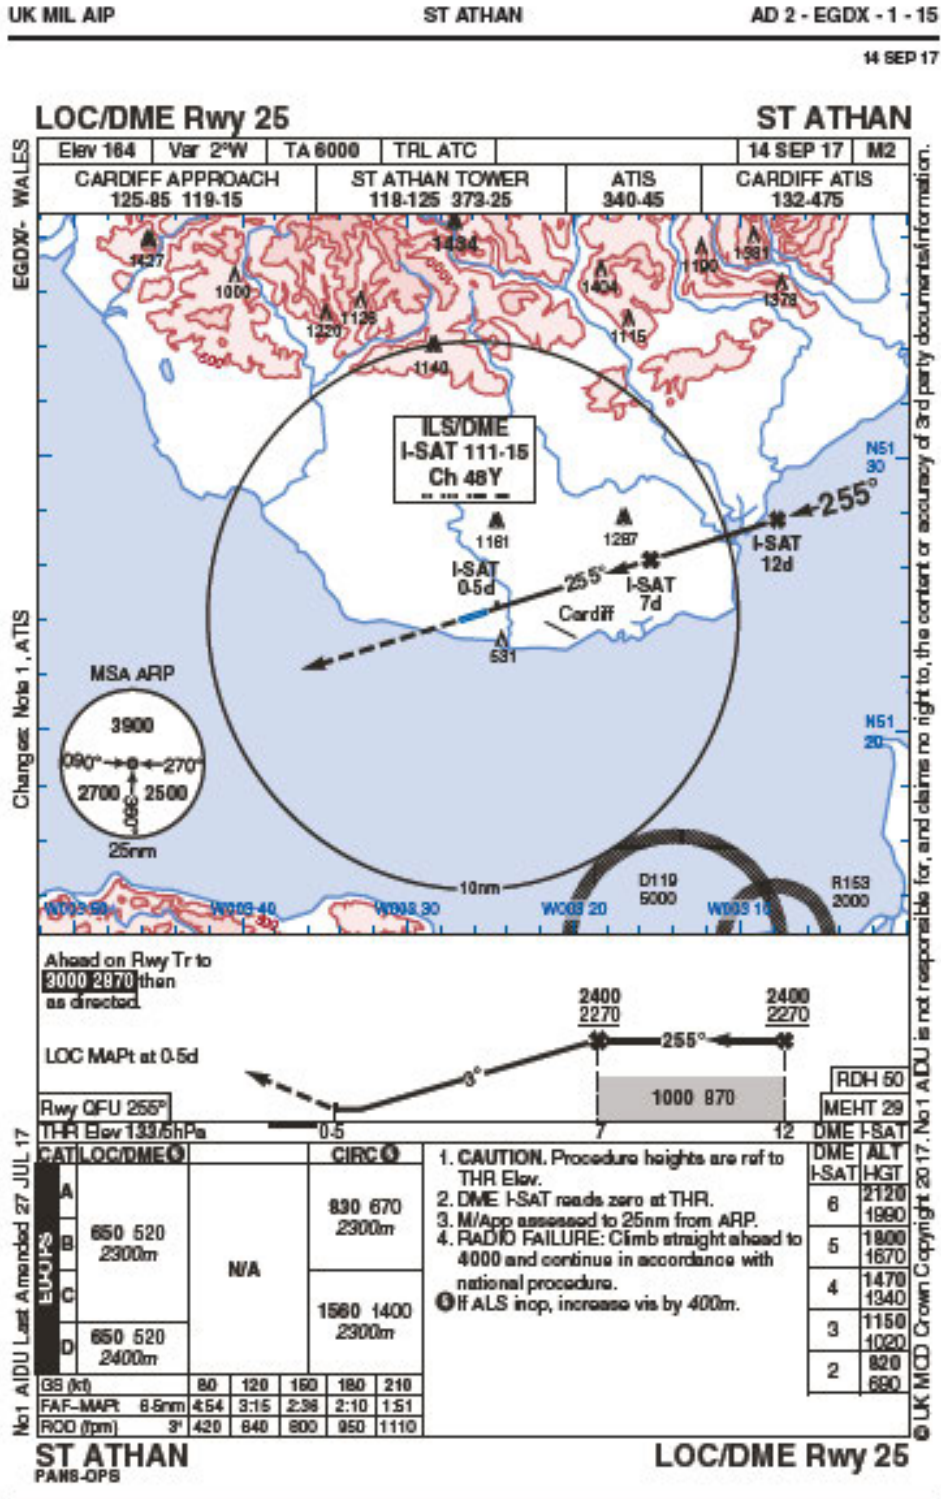 UK MIL AIP ST ATHAN AD 2 - EGDX - 1 - 15
14 SEP 17
LOC/DME Rwy 25 ST ATHAN
Elev 164 Var 2°W TA 6000 TRL ATC 14 SEP 17 M2
CARDIFF APPROACH ST ATHAN TOWER ATIS CARDIFF ATIS
125·85 119·15 118·125 373·25 340·45 132·475
EGDX/- WALES
Changes: Note 1, ATIS
No1 AIDU Last Amended 27 JUL 17
1427
1000
1220
1126
1434
1140
1404
1115
1190
1378
600
ILS/DME
I-SAT 111·15
Ch 48Y
N51
30
255°
I-SAT
12d
1161
1287
I-SAT
0·5d
255°
I-SAT
7d
Cardiff
531
MSA ARP
3900
090° 270°
2700 2500
360°
25nm
N51
20
10nm
D119
5000
R153
2000
W003 50 W003 40 W003 30 W003 20 W003 10
Ahead on Rwy Tr to
3000 2870 then
as directed.
LOC MAPt at 0·5d
2400 2400
2270 2270
255°
3°
1000 870
RDH 50
MEHT 29
Rwy QFU 255°
THR Elev 133/5hPa 0·5 7 12 DME I-SAT
CAT LOC/DME CIRC
EU-OPS
A
B
C
D
650 520
2300m
650 520
2400m
N/A
830 670
2300m
1560 1400
2300m
1. CAUTION. Procedure heights are ref to
THR Elev.
2. DME I-SAT reads zero at THR.
3. M/App assessed to 25nm from ARP.
4. RADIO FAILURE: Climb straight ahead to
4000 and continue in accordance with
national procedure.
If ALS inop, increase vis by 400m.
DME ALT
I-SAT HGT
6 2120
1990
5 1800
1670
4 1470
1340
3 1150
1020
2 820
690
GS (kt) 80 120 150 180 210
FAF-MAPt 6·5nm 4:54 3:15 2:36 2:10 1:51
ROD (fpm) 3° 420 640 800 950 1110
ST ATHAN LOC/DME Rwy 25
PANS-OPS
© UK MOD Crown Copyright 2017. No1 AIDU is not responsible for, and claims no right to, the content or accuracy of 3rd party documents/information.